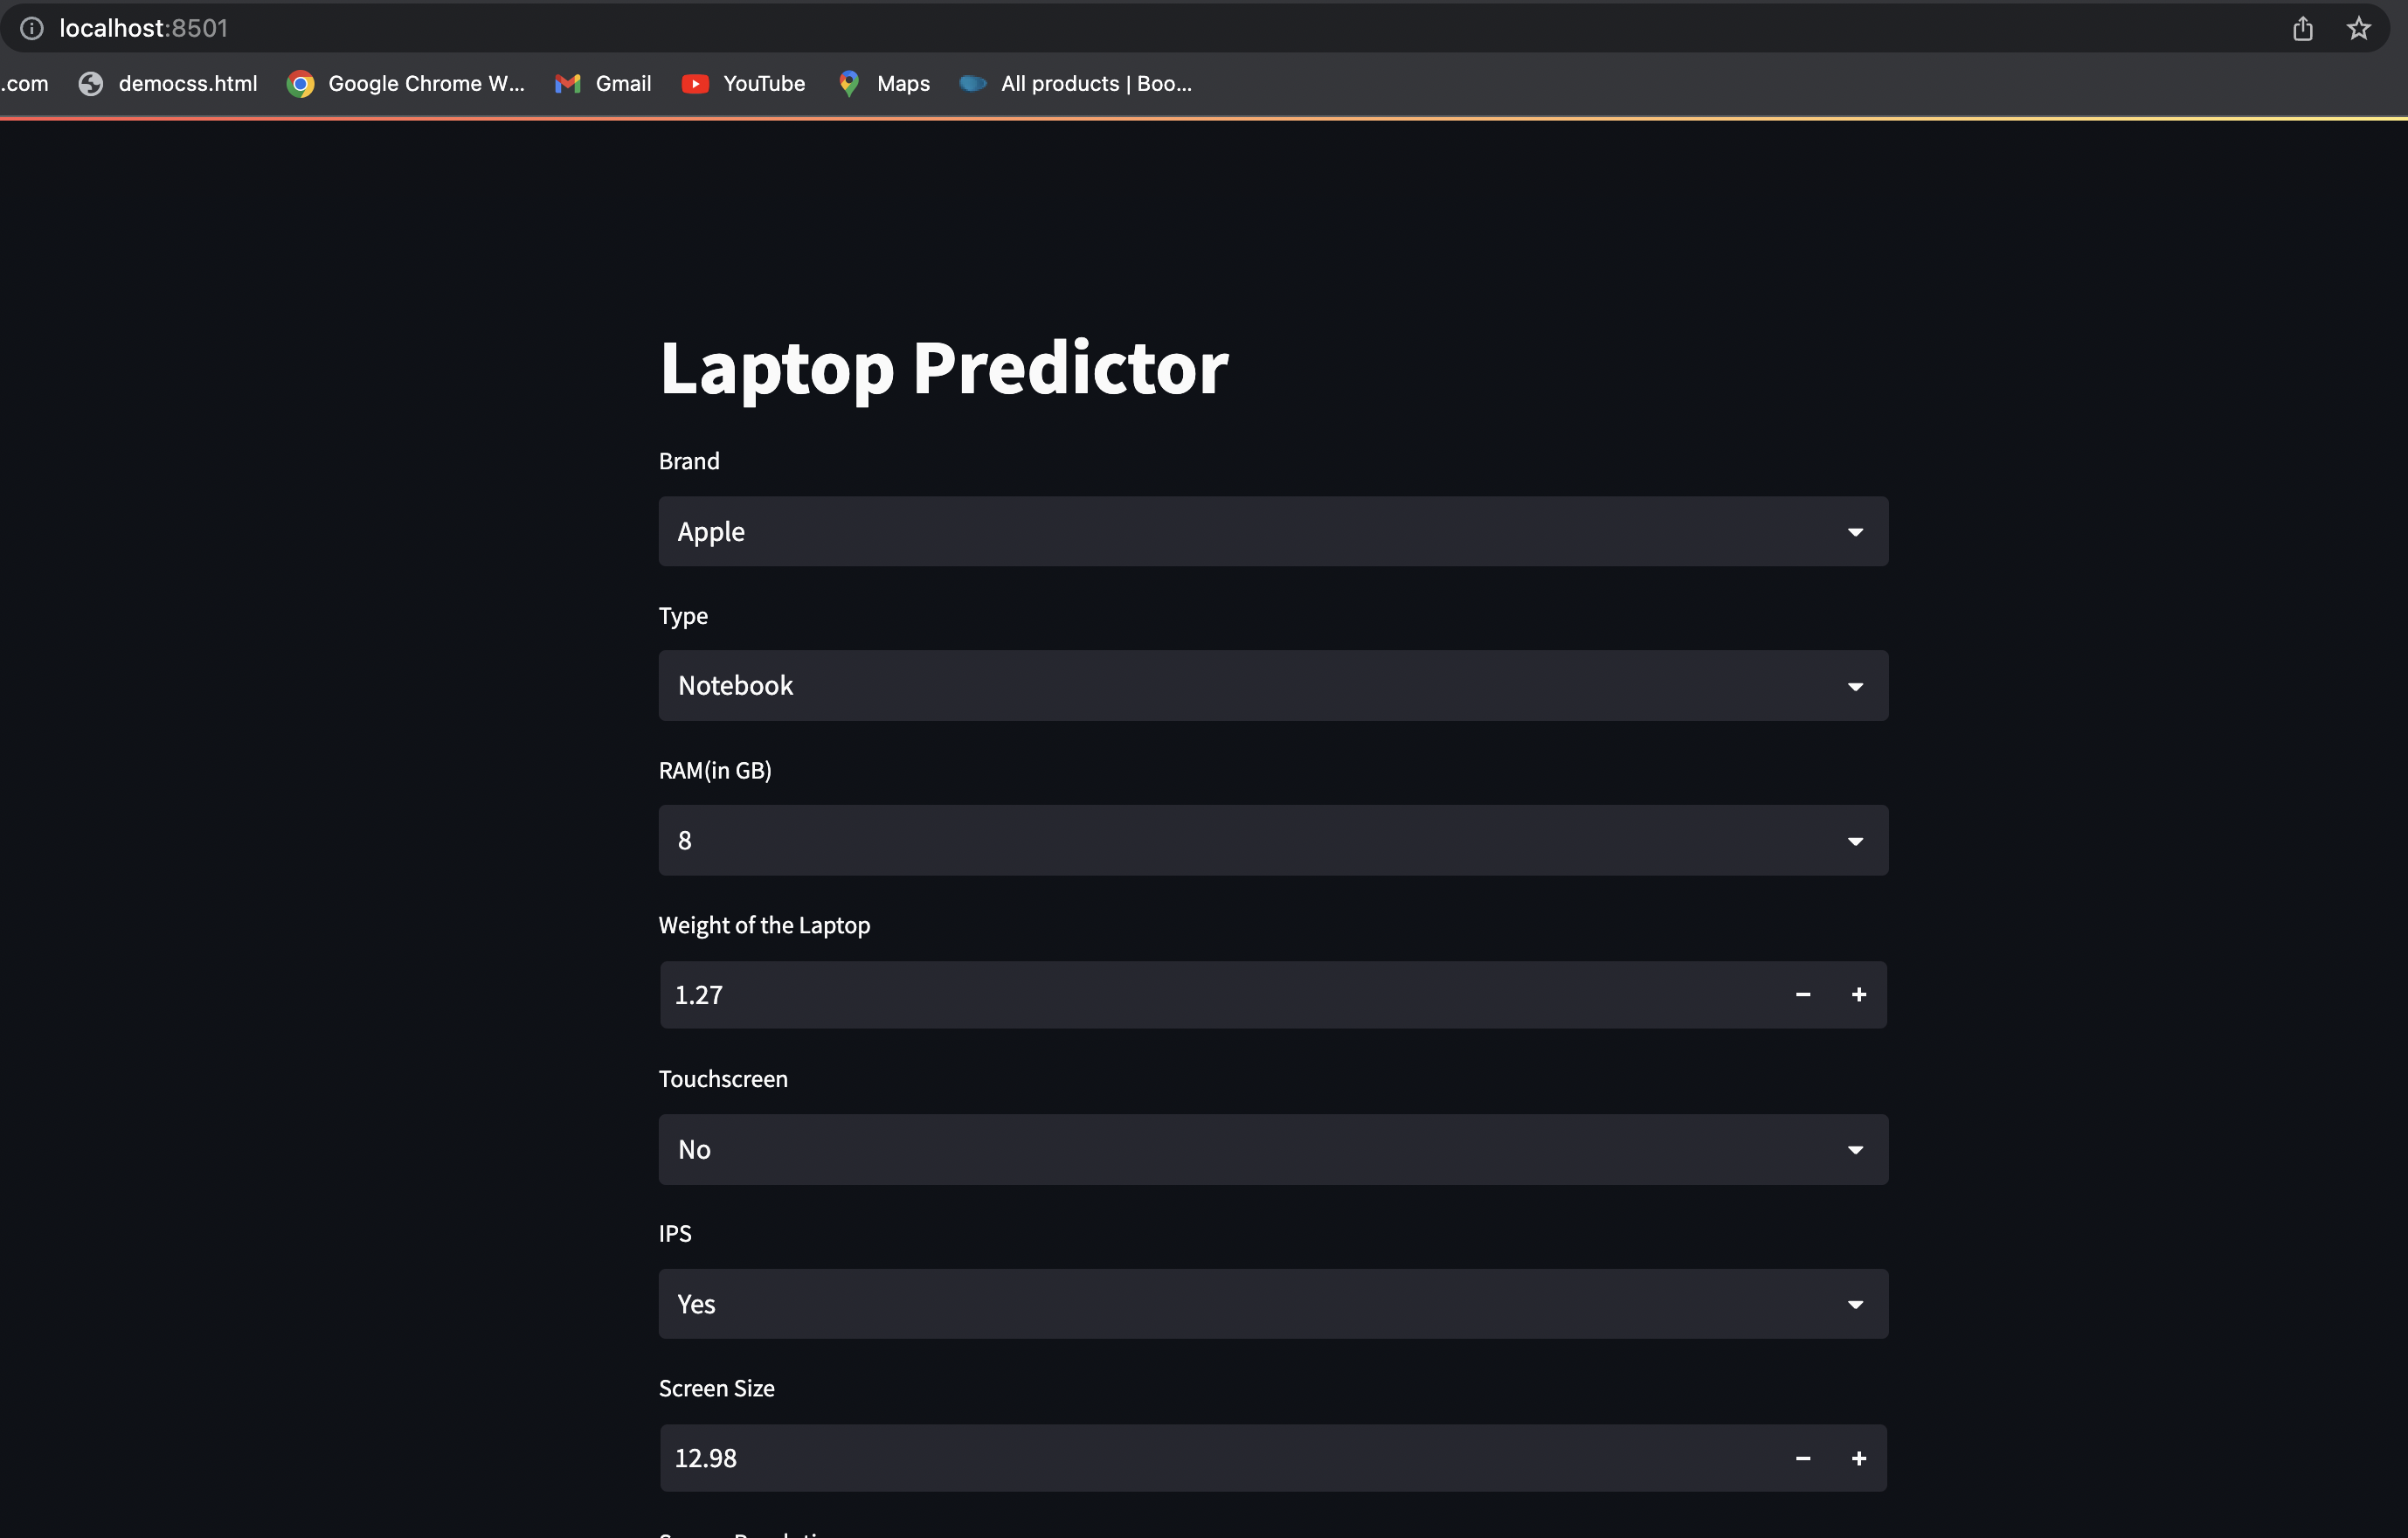 localhost:8501
.com democss.html Google Chrome W... Gmail YouTube Maps All products | Boo...
Laptop Predictor
Brand
Apple
Type
Notebook
RAM(in GB)
8
Weight of the Laptop
1.27
Touchscreen
No
IPS
Yes
Screen Size
12.98